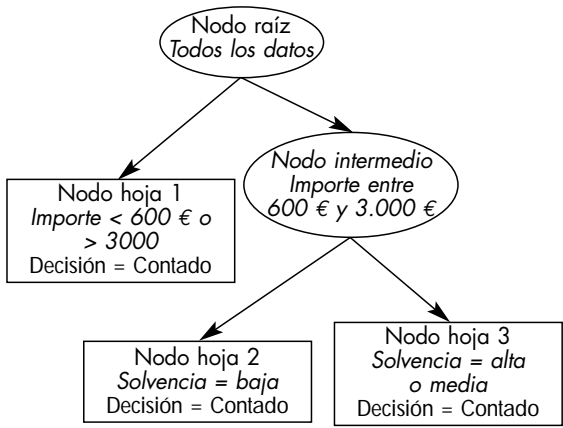 Nodo raíz
Todos los datos
Nodo intermedio
Importe entre
600 € y 3.000 €
Nodo hoja 1
Importe < 600 € o
> 3000
Decisión = Contado
Nodo hoja 2
Solvencia = baja
Decisión = Contado
Nodo hoja 3
Solvencia = alta
o media
Decisión = Contado